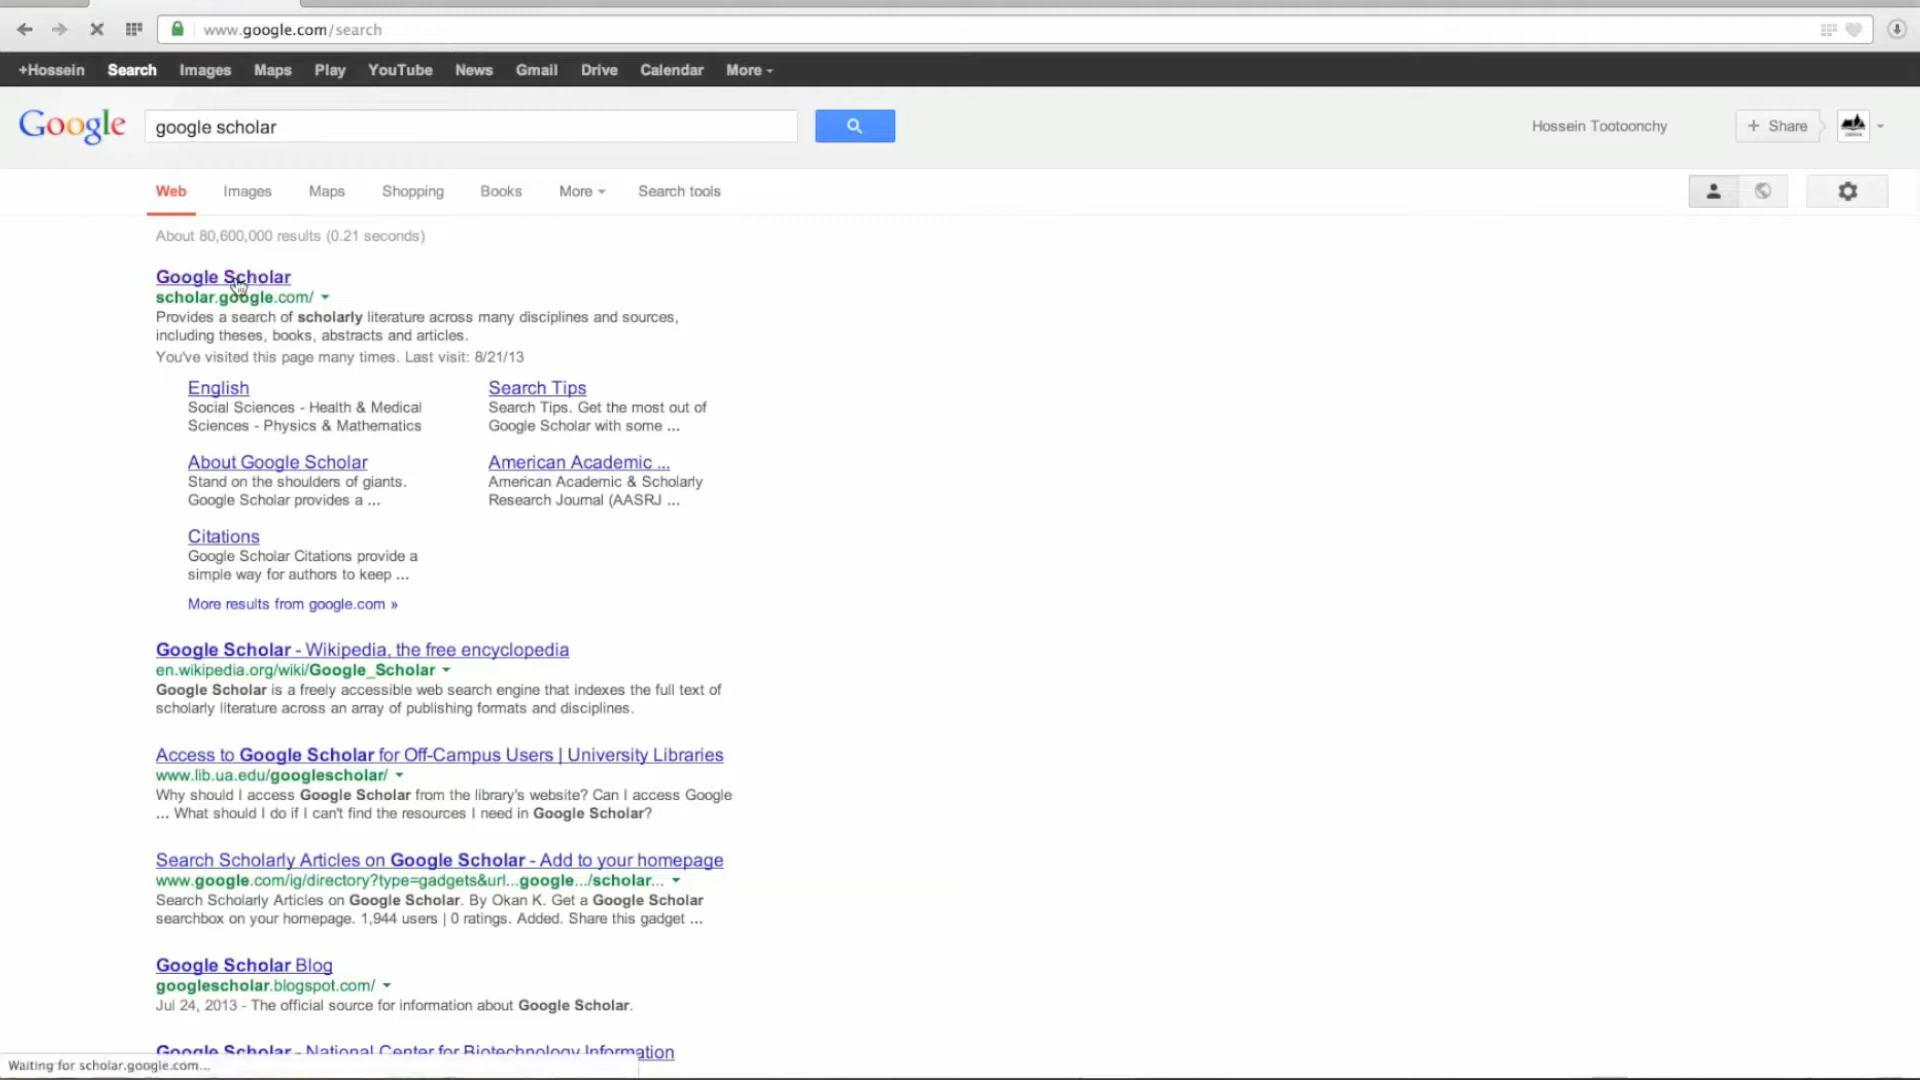 www.google.com/search
+Hossein Search Images Maps Play YouTube News Gmail Drive Calendar More
Google google scholar Hossein Tootoonchy + Share
Web Images Maps Shopping Books More Search tools
About 80,600,000 results (0.21 seconds)
Google Scholar
scholar.google.com/
Provides a search of scholarly literature across many disciplines and sources,
including theses, books, abstracts and articles.
You've visited this page many times. Last visit: 8/21/13
English
Social Sciences - Health & Medical
Sciences - Physics & Mathematics
Search Tips
Search Tips. Get the most out of
Google Scholar with some ...
About Google Scholar
Stand on the shoulders of giants.
Google Scholar provides a ...
American Academic ...
American Academic & Scholarly
Research Journal (AASRJ ...
Citations
Google Scholar Citations provide a
simple way for authors to keep ...
More results from google.com »
Google Scholar - Wikipedia, the free encyclopedia
en.wikipedia.org/wiki/Google_Scholar
Google Scholar is a freely accessible web search engine that indexes the full text of
scholarly literature across an array of publishing formats and disciplines.
Access to Google Scholar for Off-Campus Users | University Libraries
www.lib.ua.edu/googlescholar/
Why should I access Google Scholar from the library's website? Can I access Google
... What should I do if I can't find the resources I need in Google Scholar?
Search Scholarly Articles on Google Scholar - Add to your homepage
www.google.com/ig/directory?type=gadgets&url...google.../scholar...
Search Scholarly Articles on Google Scholar. By Okan K. Get a Google Scholar
searchbox on your homepage. 1,944 users | 0 ratings. Added. Share this gadget ...
Google Scholar Blog
googlescholar.blogspot.com/
Jul 24, 2013 - The official source for information about Google Scholar.
Google Scholar - National Center for Biotechnology Information
Waiting for scholar.google.com...